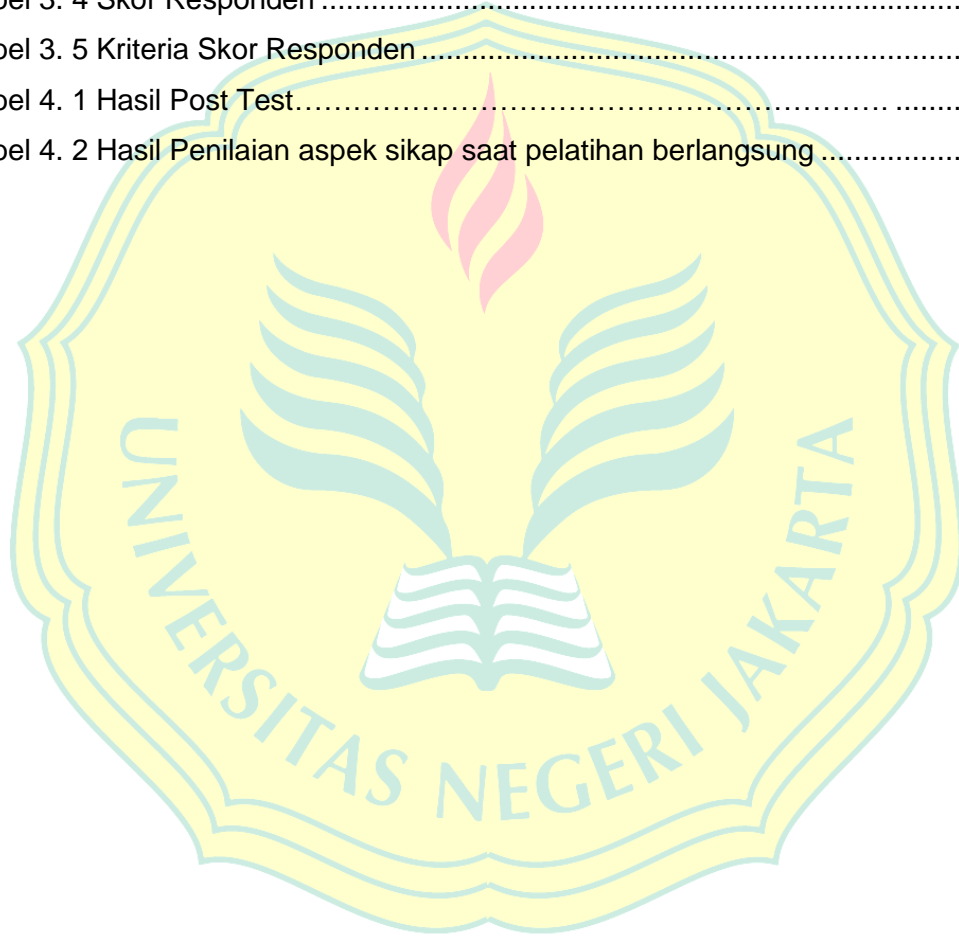 bel 3. 4 Skor Responden ........................................................................................
bel 3. 5 Kriteria Skor Responden ....................................................................
bel 4. 1 Hasil Post Test……………………………………………………………. ........
bel 4. 2 Hasil Penilaian aspek sikap saat pelatihan berlangsung .................
UNIVERSITAS NEGERI JAKARTA